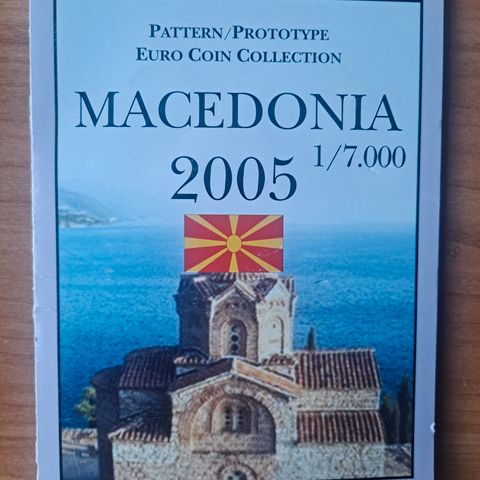 PATTERN/PROTOTYPE
EURO COIN COLLECTION
MACEDONIA
2005 1/7.000